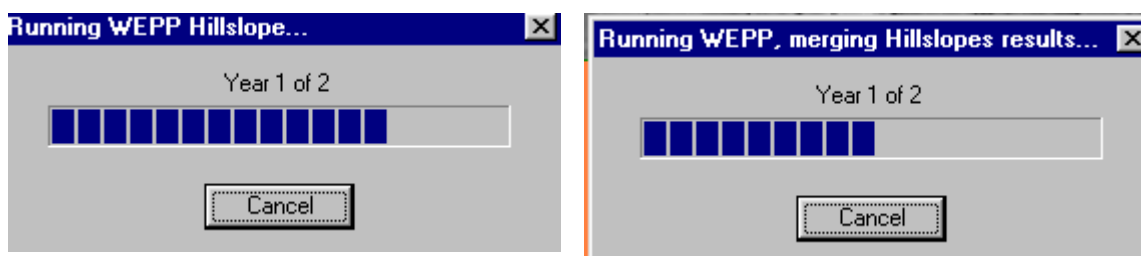 Running WEPP Hillslope...
Year 1 of 2
Cancel
Running WEPP, merging Hillslopes results...
Year 1 of 2
Cancel